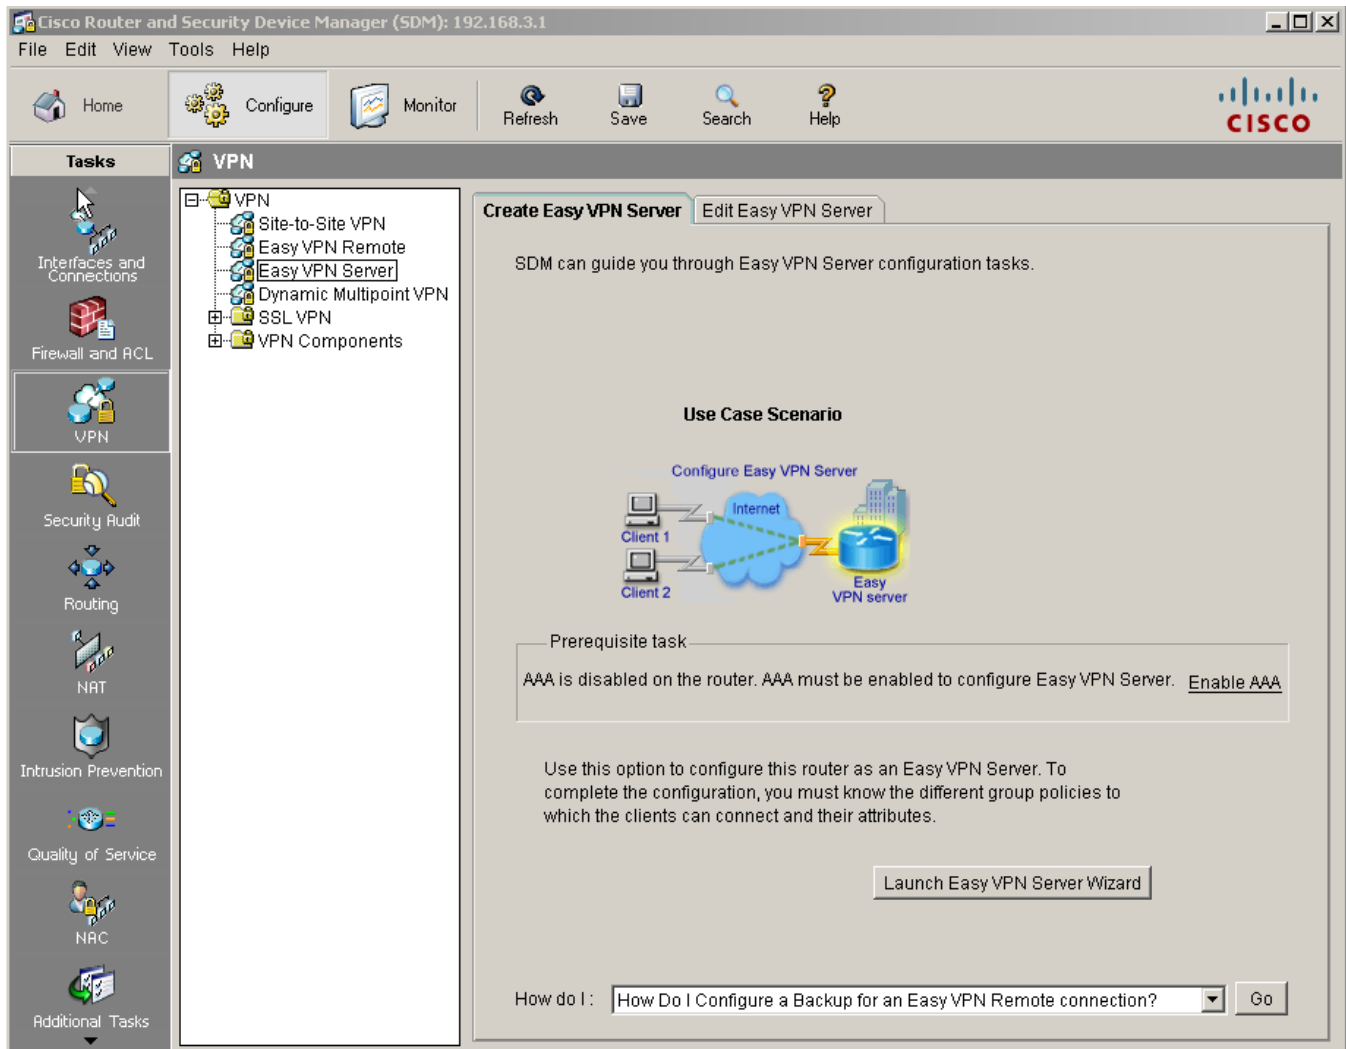 Cisco Router and Security Device Manager (SDM): 192.168.3.1
File Edit View Tools Help
Home
Configure
Monitor
Refresh
Save
Search
Help
CISCO
Tasks
VPN
Interfaces and
Connections
Firewall and ACL
VPN
Security Audit
Routing
NAT
Intrusion Prevention
Quality of Service
NAC
Additional Tasks
VPN
Site-to-Site VPN
Easy VPN Remote
Easy VPN Server
Dynamic Multipoint VPN
SSL VPN
VPN Components
Create Easy VPN Server
Edit Easy VPN Server
SDM can guide you through Easy VPN Server configuration tasks.
Use Case Scenario
Configure Easy VPN Server
Internet
Client 1
Client 2
Easy
VPN server
Prerequisite task
AAA is disabled on the router. AAA must be enabled to configure Easy VPN Server. Enable AAA
Use this option to configure this router as an Easy VPN Server. To
complete the configuration, you must know the different group policies to
which the clients can connect and their attributes.
Launch Easy VPN Server Wizard
How do I : How Do I Configure a Backup for an Easy VPN Remote connection? Go